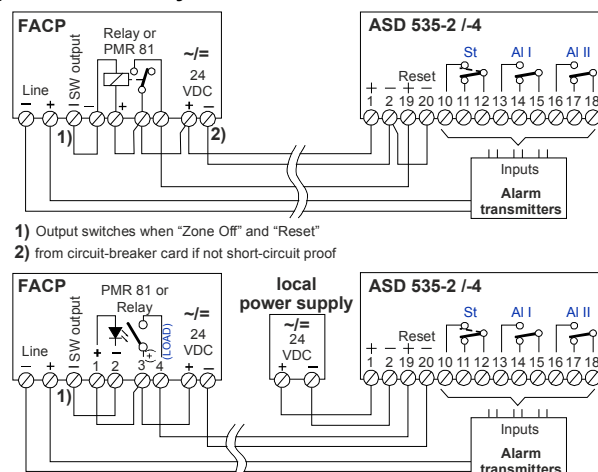 FACP
Relay or
PMR 81
~/=
24
VDC
SW output
Line
− + − + + −
1)
2)
ASD 535-2 /-4
St Al I Al II
Reset
+ − + −
1 2 19 20 10 11 12 13 14 15 16 17 18
Inputs
Alarm
transmitters
1) Output switches when "Zone Off" and "Reset"
2) from circuit-breaker card if not short-circuit proof
FACP
PMR 81 or
Relay
~/=
24
VDC
SW output
Line
+ −
(+)
(LOAD)
− + 1 2 3 4 + −
1)
local
power supply
~/=
24
VDC
+ −
ASD 535-2 /-4
St Al I Al II
Reset
+ − + −
1 2 19 20 10 11 12 13 14 15 16 17 18
Inputs
Alarm
transmitters